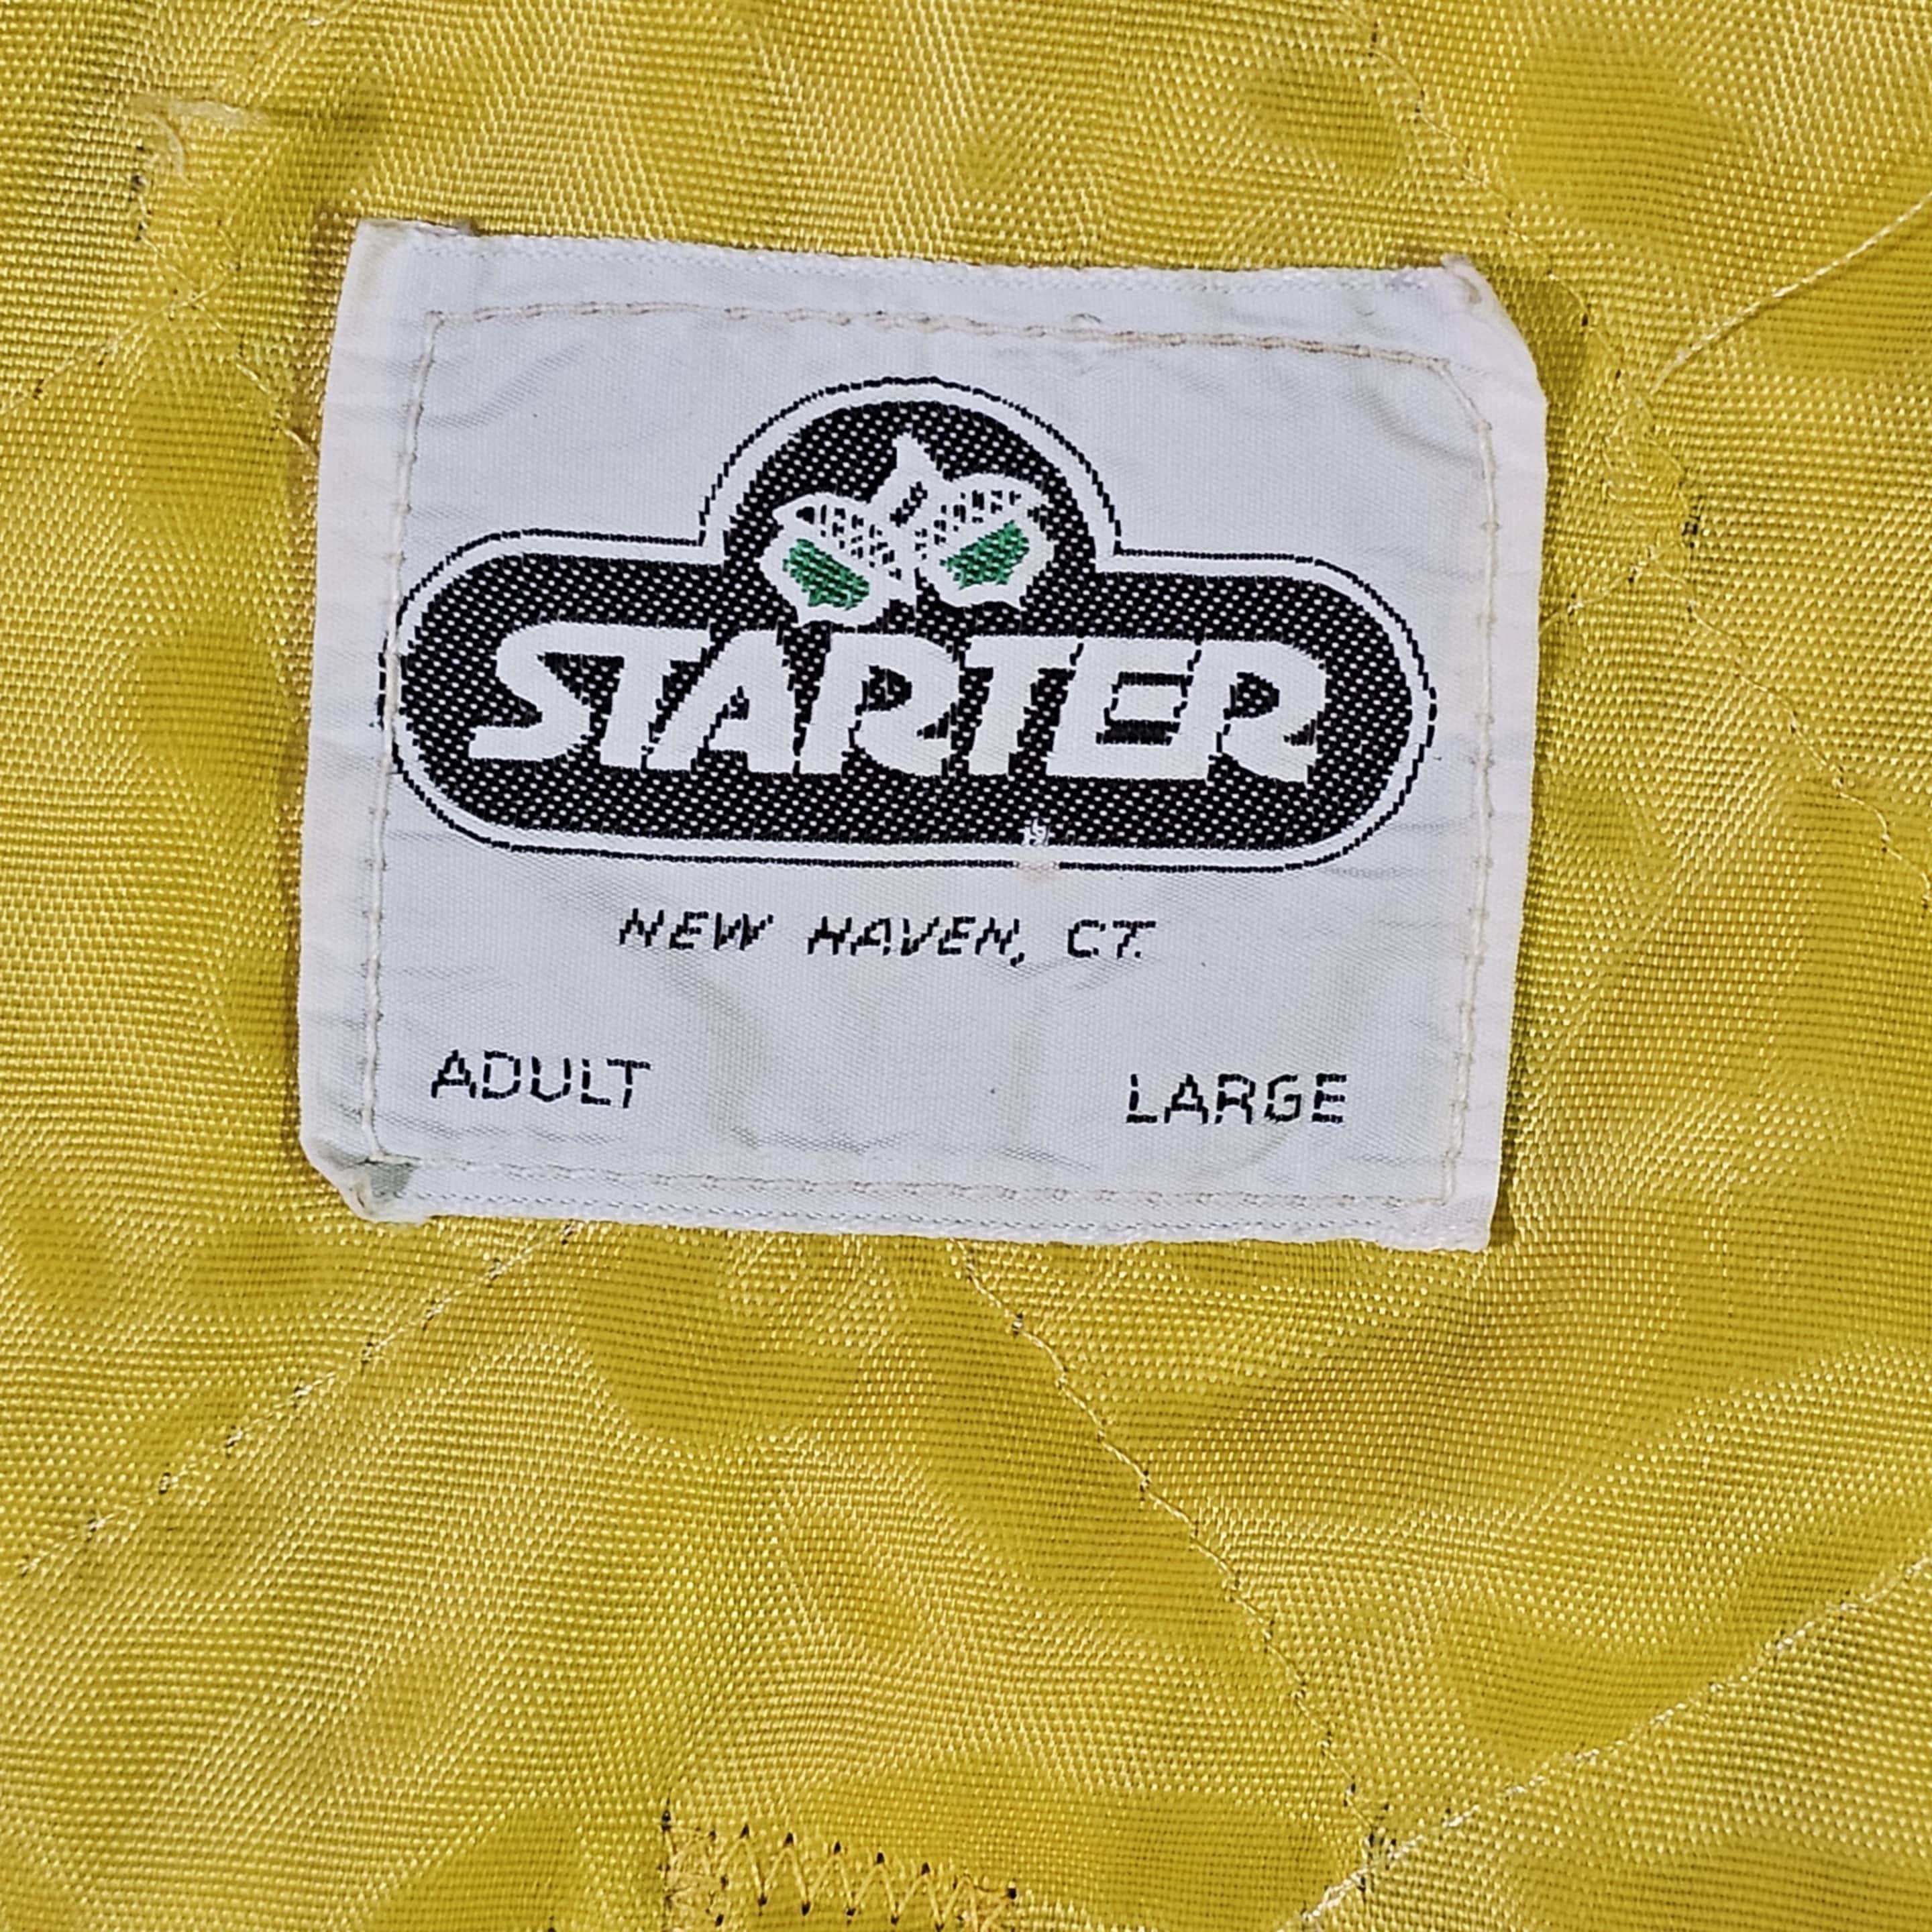 STARTER
NEW HAVEN, CT.
ADULT LARGE